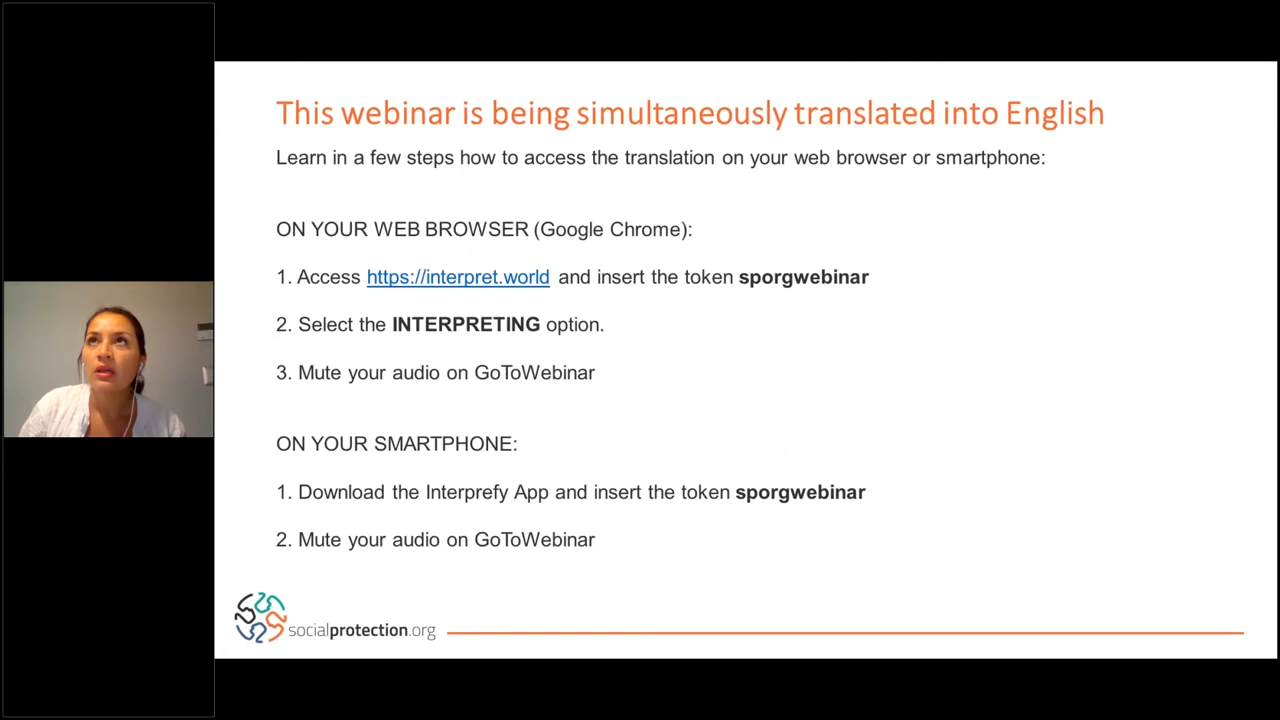 This webinar is being simultaneously translated into English
Learn in a few steps how to access the translation on your web browser or smartphone:
ON YOUR WEB BROWSER (Google Chrome):
1. Access https://interpret.world and insert the token sporgwebinar
2. Select the INTERPRETING option.
3. Mute your audio on GoToWebinar
ON YOUR SMARTPHONE:
1. Download the Interprefy App and insert the token sporgwebinar
2. Mute your audio on GoToWebinar
socialprotection.org